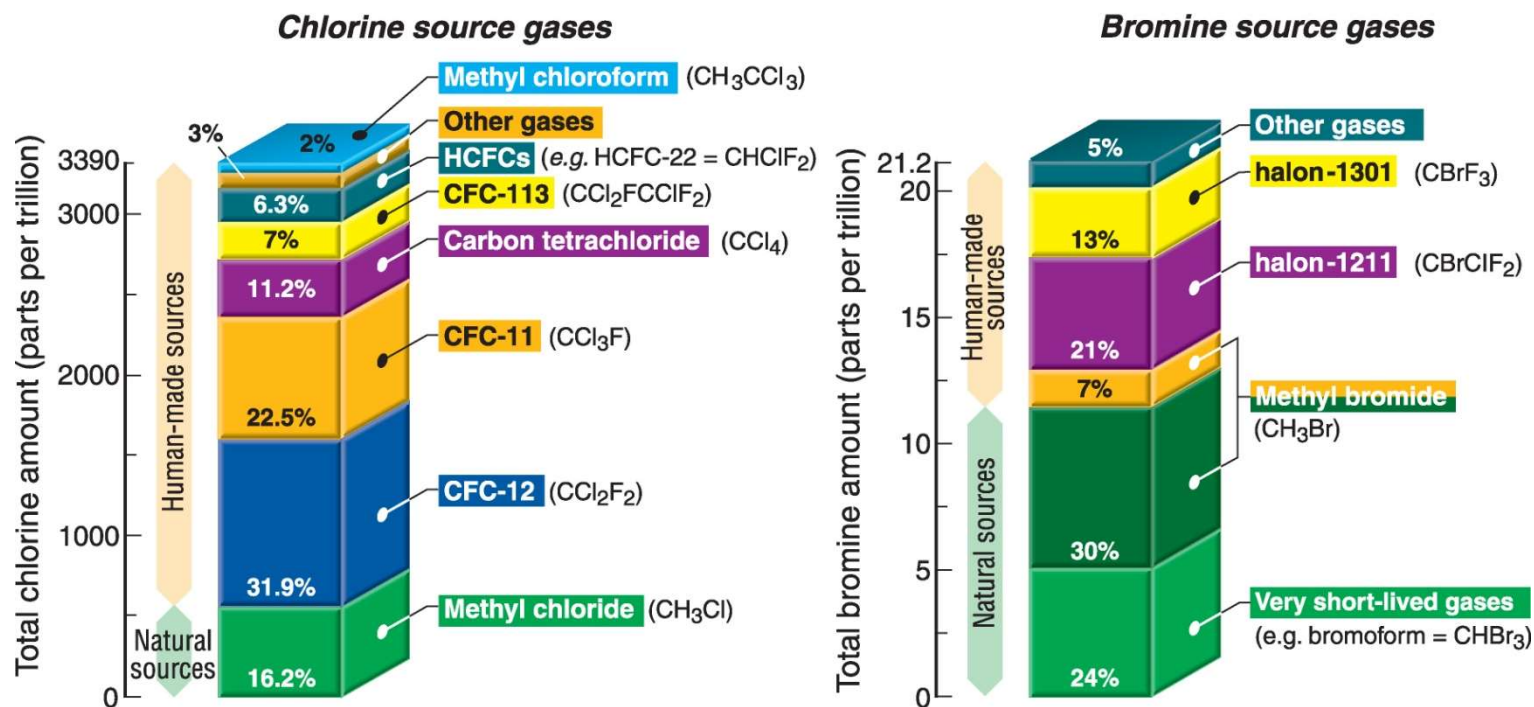 Chlorine source gases
Total chlorine amount (parts per trillion)
3390
3000
2000
1000
0
Human-made sources
Natural
sources
2%
3%
6.3%
7%
11.2%
22.5%
31.9%
16.2%
Methyl chloroform (CH₃CCl₃)
Other gases
HCFCs (e.g. HCFC-22 = CHClF₂)
CFC-113 (CCl₂FCClF₂)
Carbon tetrachloride (CCl₄)
CFC-11 (CCl₃F)
CFC-12 (CCl₂F₂)
Methyl chloride (CH₃Cl)
Bromine source gases
Total bromine amount (parts per trillion)
21.2
20
15
10
5
0
Human-made
sources
Natural sources
5%
13%
21%
7%
30%
24%
Other gases
halon-1301 (CBrF₃)
halon-1211 (CBrClF₂)
Methyl bromide
(CH₃Br)
Very short-lived gases
(e.g. bromoform = CHBr₃)